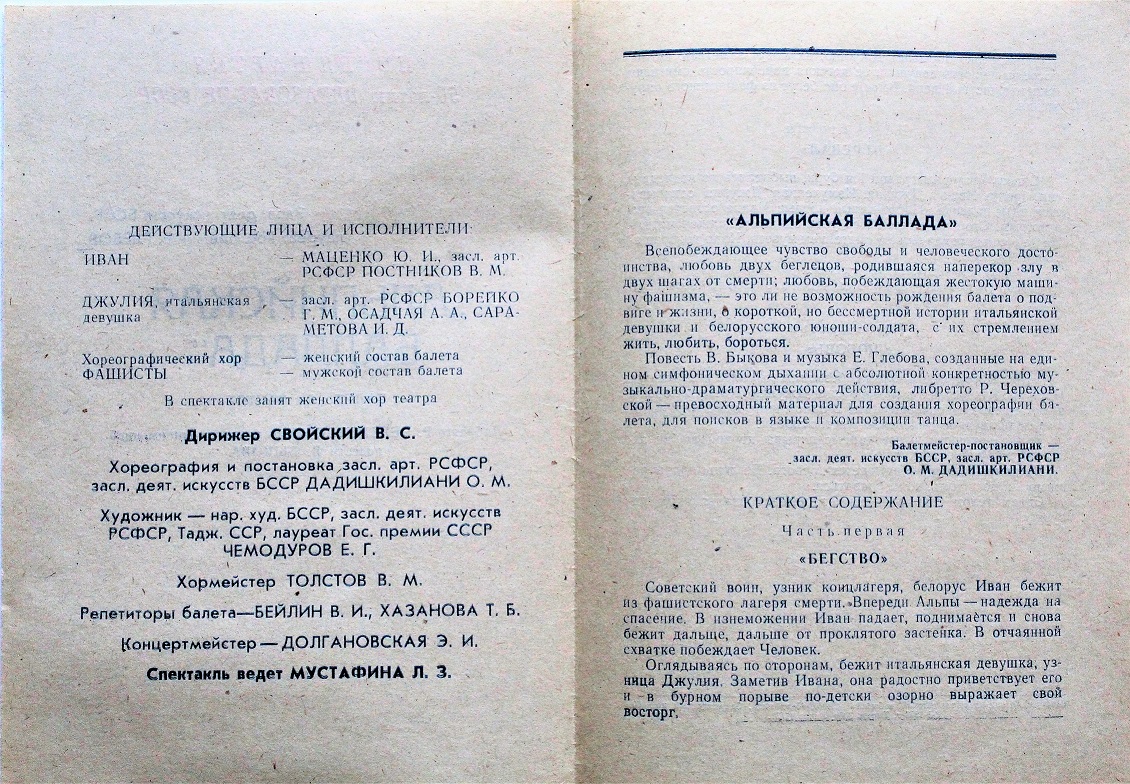 ДЕЙСТВУЮЩИЕ ЛИЦА И ИСПОЛНИТЕЛИ:
ИВАН — МАЦЕНКО Ю. И., засл. арт.
РСФСР ПОСТНИКОВ В. М.
ДЖУЛИЯ, итальянская — засл. арт. РСФСР БОРЕЙКО
девушка Г. М., ОСАДЧАЯ А. А., САРА-
МЕТОВА И. Д.
Хореографический хор — женский состав балета
ФАШИСТЫ — мужской состав балета
В спектакле занят женский хор театра
Дирижер СВОЙСКИЙ В. С.
Хореография и постановка засл. арт. РСФСР,
засл. деят. искусств БССР ДАДИШКИЛИАНИ О. М.
Художник — нар. худ. БССР, засл. деят. искусств
РСФСР, Тадж. ССР, лауреат Гос. премии СССР
ЧЕМОДУРОВ Е. Г.
Хормейстер ТОЛСТОВ В. М.
Репетиторы балета—БЕЙЛИН В. И., ХАЗАНОВА Т. Б.
Концертмейстер—ДОЛГАНОВСКАЯ Э. И.
Спектакль ведет МУСТАФИНА Л. З.
«АЛЬПИЙСКАЯ БАЛЛАДА»
Всепобеждающее чувство свободы и человеческого досто-
инства, любовь двух беглецов, родившаяся наперекор злу в
двух шагах от смерти; любовь, побеждающая жестокую маши-
ну фашизма, — это ли не возможность рождения балета о под-
виге и жизни, о короткой, но бессмертной истории итальянской
девушки и белорусского юноши-солдата, с их стремлением
жить, любить, бороться.
Повесть В. Быкова и музыка Е. Глебова, созданные на еди-
ном симфоническом дыхании с абсолютной конкретностью му-
зыкально-драматургического действия, либретто Р. Черехов-
ской — превосходный материал для создания хореографии ба-
лета, для поисков в языке и композиции танца.
Балетмейстер-постановщик —
засл. деят. искусств БССР, засл. арт. РСФСР
О. М. ДАДИШКИЛИАНИ.
КРАТКОЕ СОДЕРЖАНИЕ
Часть первая
«БЕГСТВО»
Советский воин, узник концлагеря, белорус Иван бежит
из фашистского лагеря смерти. Впереди Альпы — надежда на
спасение. В изнеможении Иван падает, поднимается и снова
бежит дальше, дальше от проклятого застенка. В отчаянной
схватке побеждает Человек.
Оглядываясь по сторонам, бежит итальянская девушка, уз-
ница Джулия. Заметив Ивана, она радостно приветствует его
и в бурном порыве по-детски озорно выражает свой
восторг.